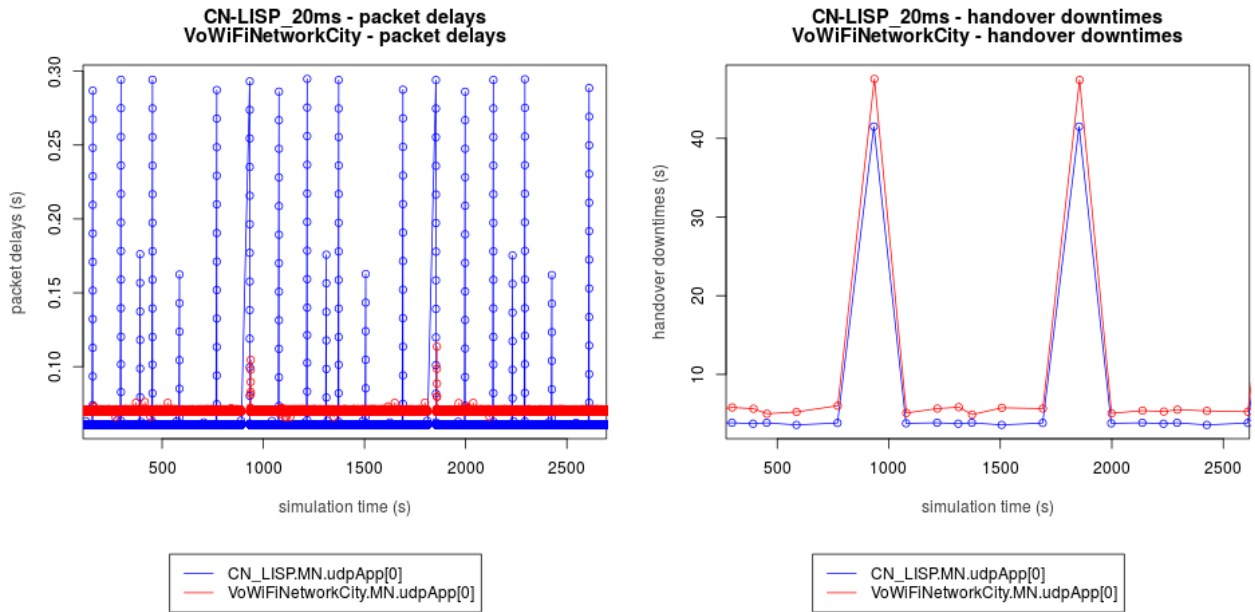 CN-LISP_20ms - packet delays
VoWiFiNetworkCity - packet delays
packet delays (s)
0.30
0.25
0.20
0.15
0.10
500 1000 1500 2000 2500
simulation time (s)
CN_LISP.MN.udpApp[0]
VoWiFiNetworkCity.MN.udpApp[0]
CN-LISP_20ms - handover downtimes
VoWiFiNetworkCity - handover downtimes
handover downtimes (s)
40
30
20
10
500 1000 1500 2000 2500
simulation time (s)
CN_LISP.MN.udpApp[0]
VoWiFiNetworkCity.MN.udpApp[0]